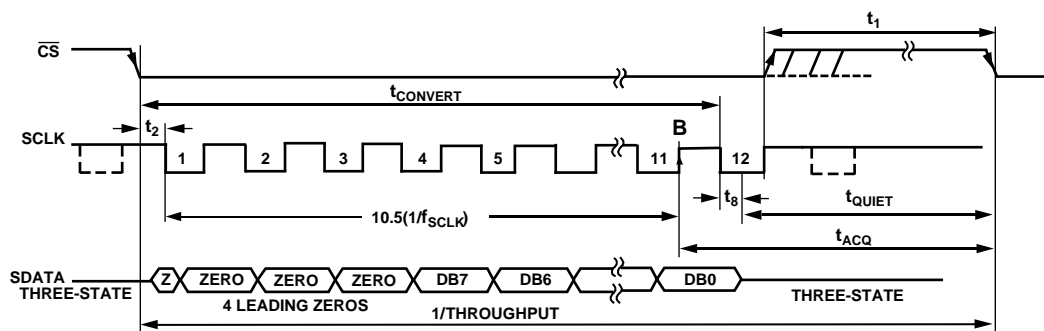 t1
CS
tCONVERT
t2
B
SCLK
1 2 3 4 5 11 12
t8
tQUIET
10.5(1/fSCLK)
tACQ
SDATA
Z ZERO ZERO ZERO DB7 DB6 DB0
THREE-STATE
4 LEADING ZEROS
THREE-STATE
1/THROUGHPUT